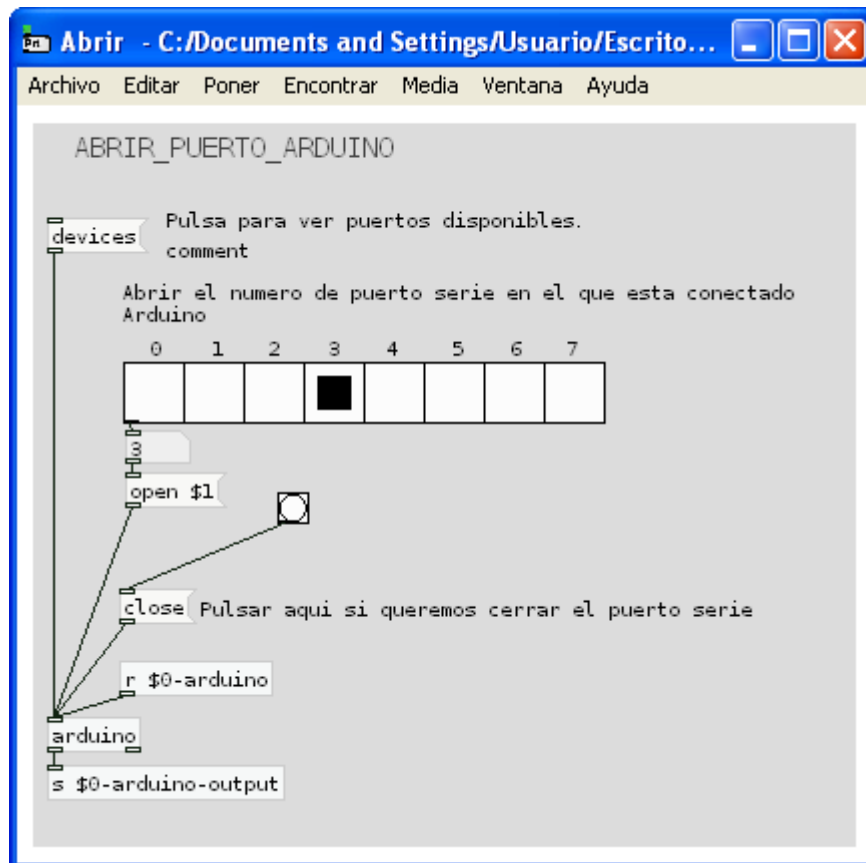 Abrir - C:/Documents and Settings/Usuario/Escrito...
Archivo Editar Poner Encontrar Media Ventana Ayuda
ABRIR_PUERTO_ARDUINO
devices
Pulsa para ver puertos disponibles.
comment
Abrir el numero de puerto serie en el que esta conectado
Arduino
0 1 2 3 4 5 6 7
3
open $1
close
Pulsar aqui si queremos cerrar el puerto serie
r $0-arduino
arduino
s $0-arduino-output